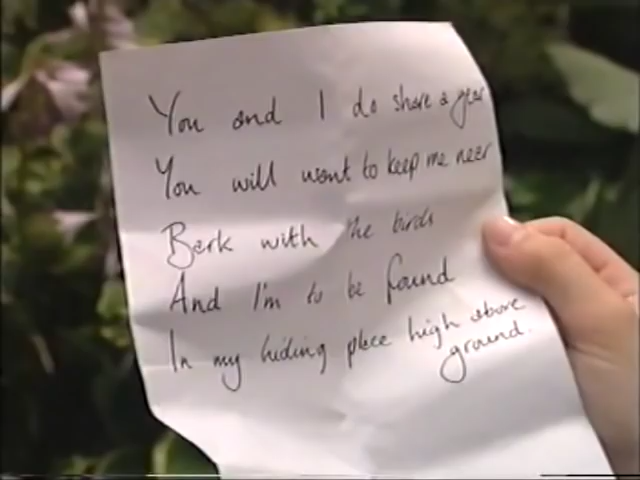 You and I do share a year
You will want to keep me near
Bark with the birds
And I'm to be found
In my hiding place high above
ground.